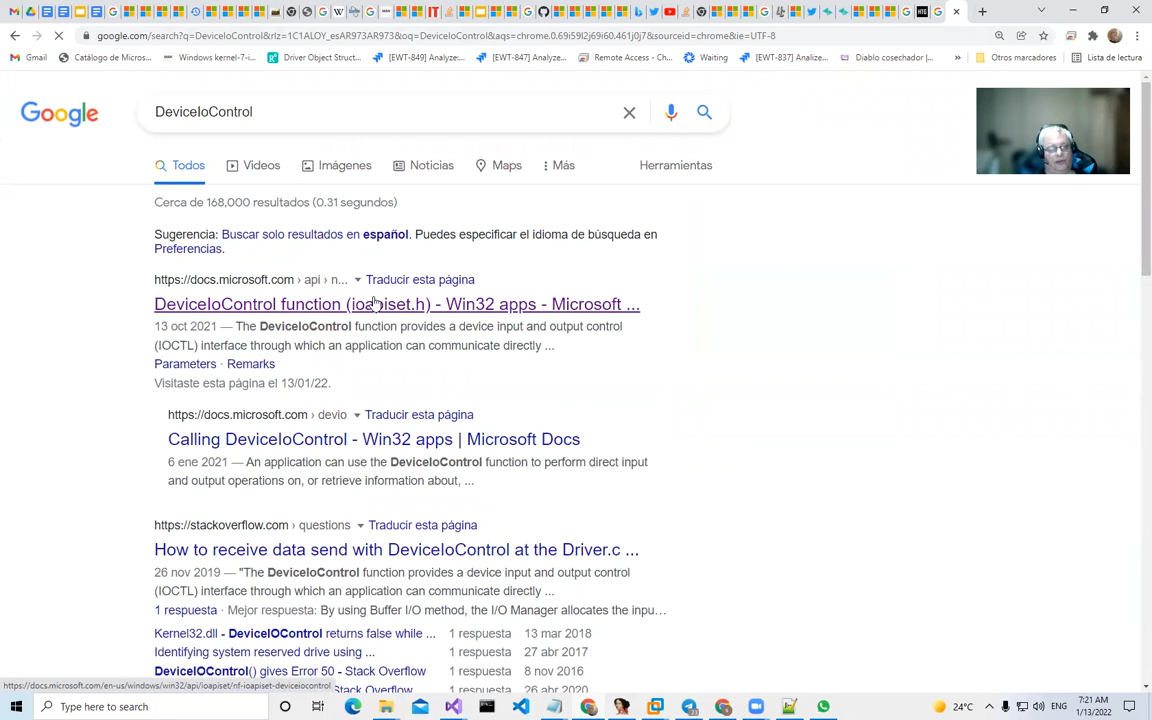 google.com/search?q=DeviceIoControl&rlz=1C1ALOY_esAR973AR973&oq=DeviceIoControl&aqs=chrome.0.69i59l2j69i60.461j0j7&sourceid=chrome&ie=UTF-8
Gmail
Catálogo de Micros...
Windows kernel-7-i...
Driver Object Struct...
[EWT-849] Analyze:...
[EWT-847] Analyze...
Remote Access - Ch...
Waiting
[EWT-837] Analize...
Diablo cosechador |...
»
Otros marcadores
Lista de lectura
Google
DeviceIoControl
Todos
Videos
Imágenes
Noticias
Maps
Más
Herramientas
Cerca de 168,000 resultados (0.31 segundos)
Sugerencia: Buscar solo resultados en español. Puedes especificar el idioma de búsqueda en
Preferencias.
https://docs.microsoft.com › api › n... Traducir esta página
DeviceIoControl function (ioapiset.h) - Win32 apps - Microsoft ...
13 oct 2021 — The DeviceIoControl function provides a device input and output control
(IOCTL) interface through which an application can communicate directly ...
Parameters · Remarks
Visitaste esta página el 13/01/22.
https://docs.microsoft.com › devio Traducir esta página
Calling DeviceIoControl - Win32 apps | Microsoft Docs
6 ene 2021 — An application can use the DeviceIoControl function to perform direct input
and output operations on, or retrieve information about, ...
https://stackoverflow.com › questions Traducir esta página
How to receive data send with DeviceIoControl at the Driver.c ...
26 nov 2019 — "The DeviceIoControl function provides a device input and output control
(IOCTL) interface through which an application can communicate directly ...
1 respuesta · Mejor respuesta: By using Buffer I/O method, the I/O Manager allocates the inpu…
Kernel32.dll - DeviceIOControl returns false while ... 1 respuesta 13 mar 2018
Identifying system reserved drive using ... 1 respuesta 27 abr 2017
DeviceIOControl() gives Error 50 - Stack Overflow 1 respuesta 8 nov 2016
Stack Overflow 1 respuesta 26 abr 2020
https://docs.microsoft.com/en-us/windows/win32/api/ioapiset/nf-ioapiset-deviceiocontrol
Type here to search
24°C
ENG
7:21 AM
1/13/2022